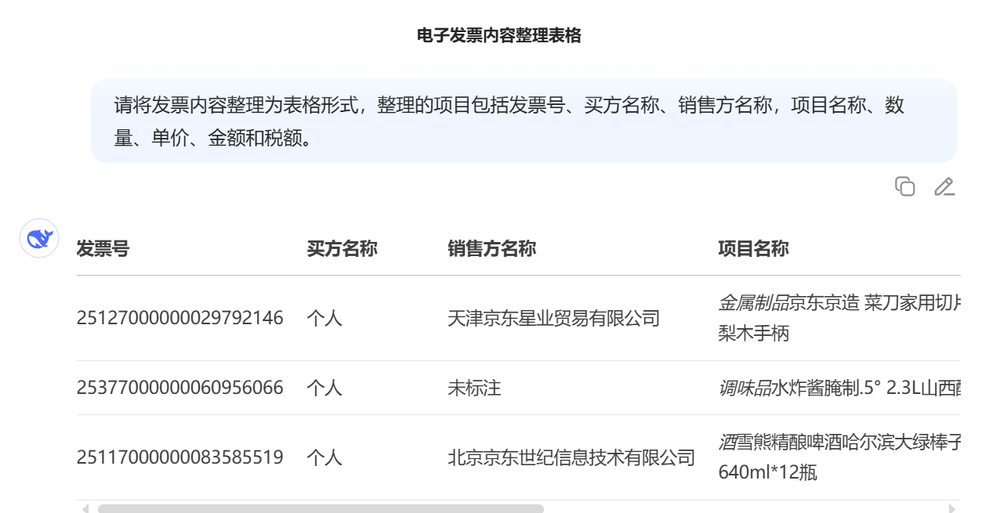 电子发票内容整理表格
请将发票内容整理为表格形式，整理的项目包括发票号、买方名称、销售方名称，项目名称、数
量、单价、金额和税额。
发票号 买方名称 销售方名称 项目名称
25127000000029792146 个人 天津京东星业贸易有限公司 金属制品京东京造 菜刀家用切片
梨木手柄
25377000000060956066 个人 未标注 调味品水炸酱腌制.5° 2.3L山西
25117000000083585519 个人 北京京东世纪信息技术有限公司 酒雪熊精酿啤酒哈尔滨大绿棒子
640ml*12瓶